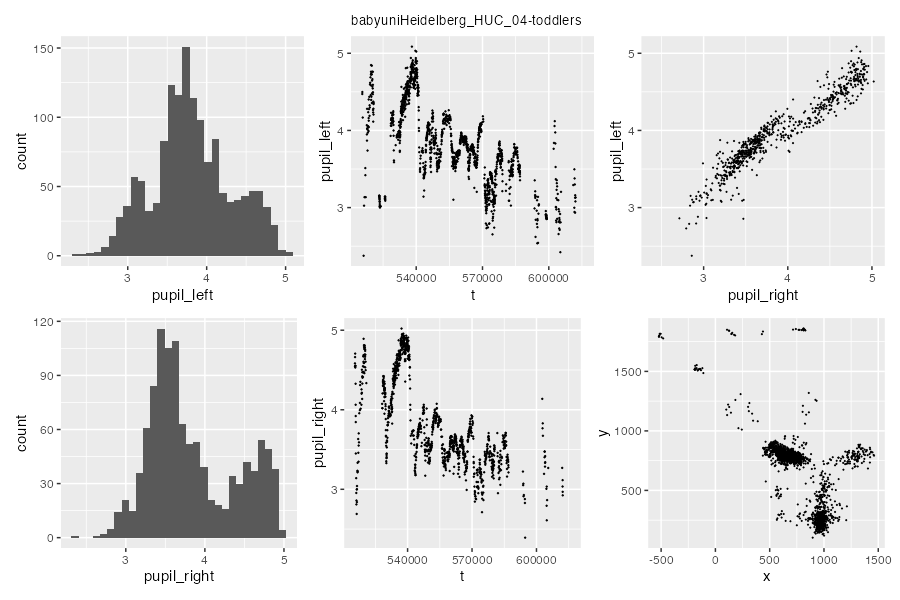 babyuniHeidelberg_HUC_04-toddlers
150
100
50
0
count
3 4 5
pupil_left
5
4
3
pupil_left
540000 570000 600000
t
5
4
3
pupil_left
3 4 5
pupil_right
120
90
60
30
0
count
3 4 5
pupil_right
5
4
3
pupil_right
540000 570000 600000
t
1500
1000
500
y
-500 0 500 1000 1500
x